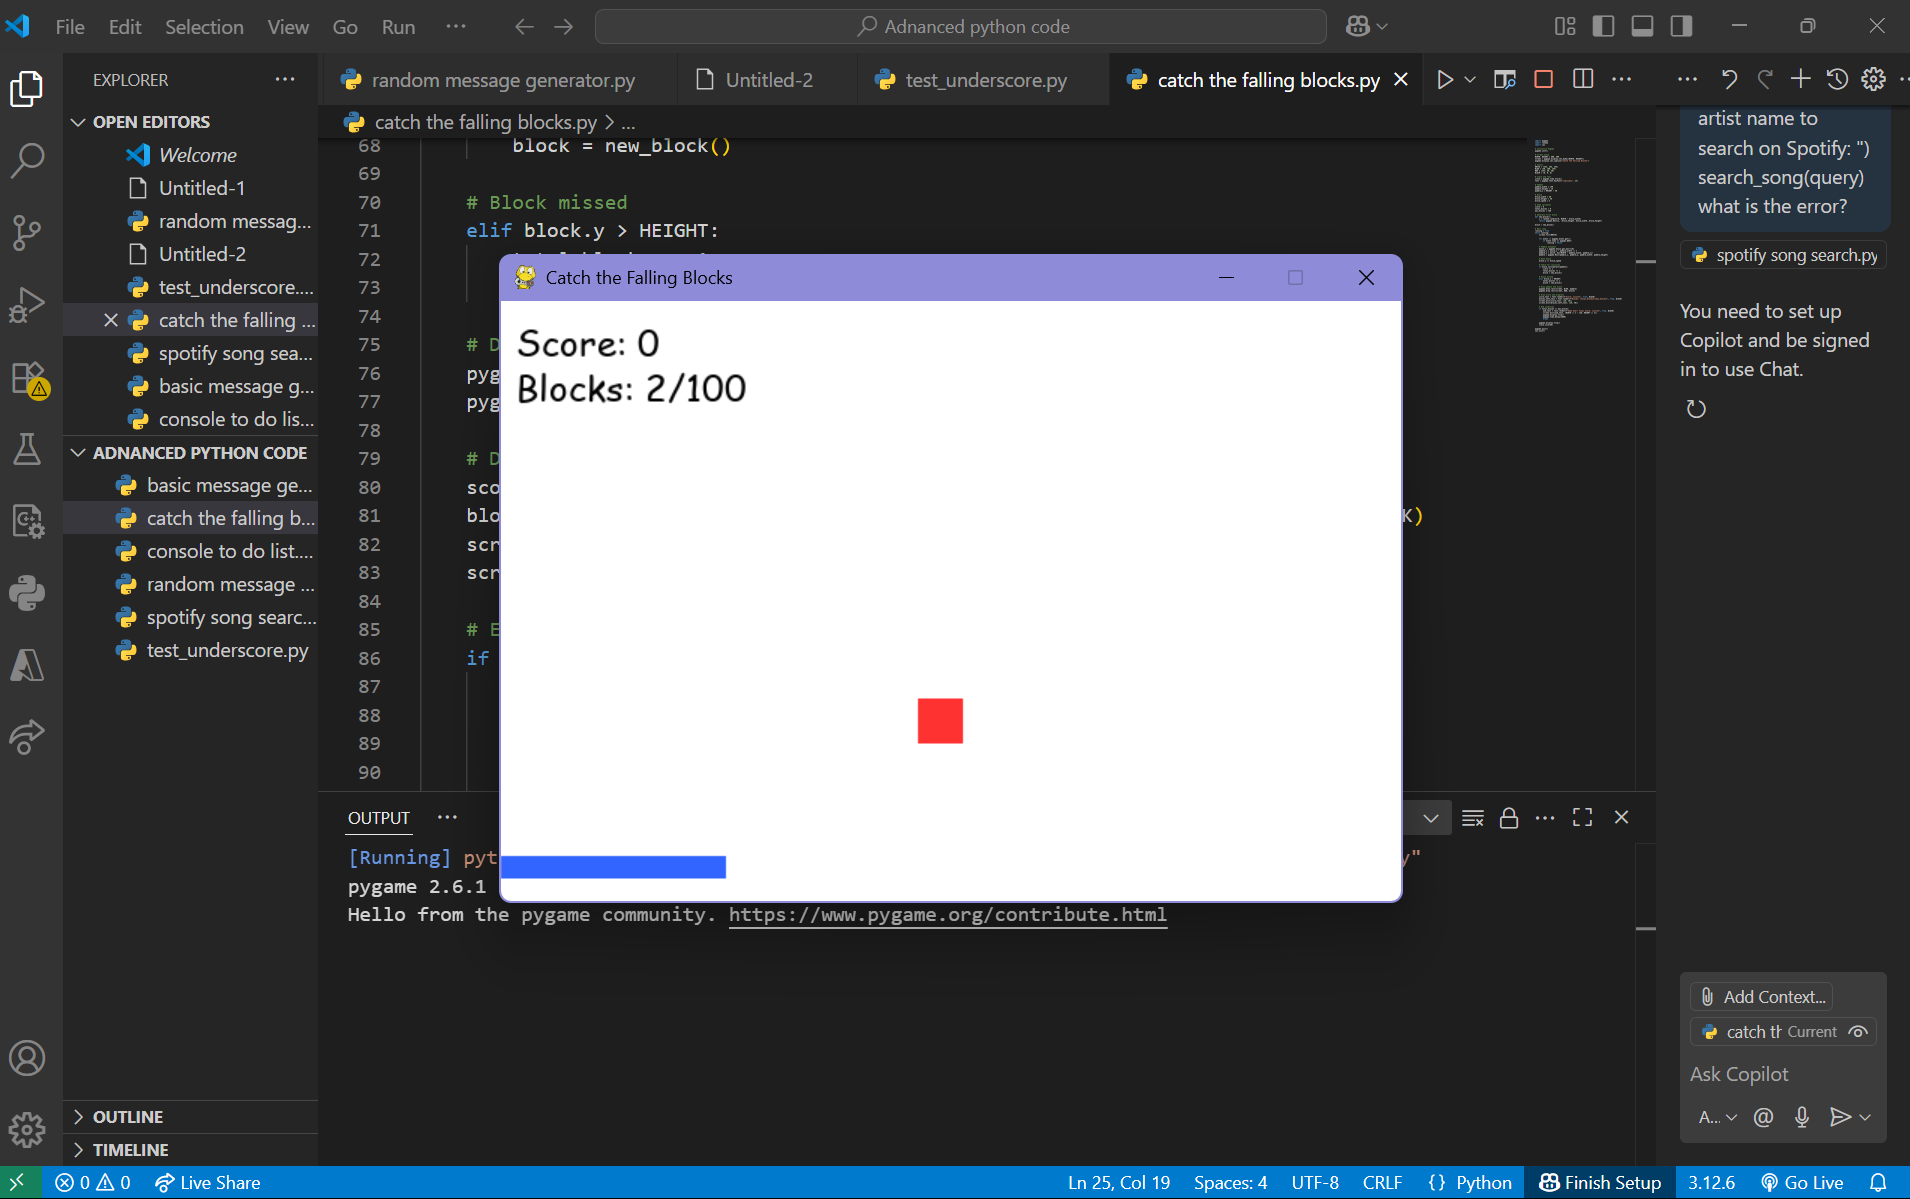 File Edit Selection View Go Run ···
Adnanced python code
EXPLORER ···
OPEN EDITORS
Welcome
Untitled-1
random messag...
Untitled-2
test_underscore....
catch the falling ...
spotify song sea...
basic message g...
console to do lis...
ADNANCED PYTHON CODE
basic message ge...
catch the falling b...
console to do list....
random message ...
spotify song searc...
test_underscore.py
OUTLINE
TIMELINE
random message generator.py Untitled-2 test_underscore.py catch the falling blocks.py
catch the falling blocks.py > ...
68 block = new_block()
69
70 # Block missed
71 elif block.y > HEIGHT:
72
73
74
75 # D
76 pyg
77 pyg
78
79 # D
80 sco
81 blo K)
82 scr
83 scr
84
85 # E
86 if
87
88
89
90
Catch the Falling Blocks
Score: 0
Blocks: 2/100
OUTPUT ···
[Running] pyt y"
pygame 2.6.1
Hello from the pygame community. https://www.pygame.org/contribute.html
artist name to
search on Spotify: ")
search_song(query)
what is the error?
spotify song search.py
You need to set up
Copilot and be signed
in to use Chat.
Add Context...
catch th Current
Ask Copilot
A... @
0 0 Live Share Ln 25, Col 19 Spaces: 4 UTF-8 CRLF {} Python Finish Setup 3.12.6 Go Live